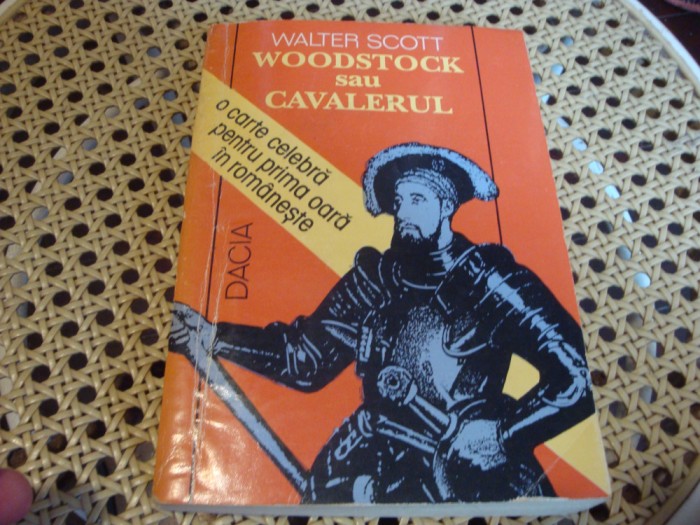 WALTER SCOTT
WOODSTOCK
sau
CAVALERUL
o carte celebră
pentru prima oară
în românește
DACIA